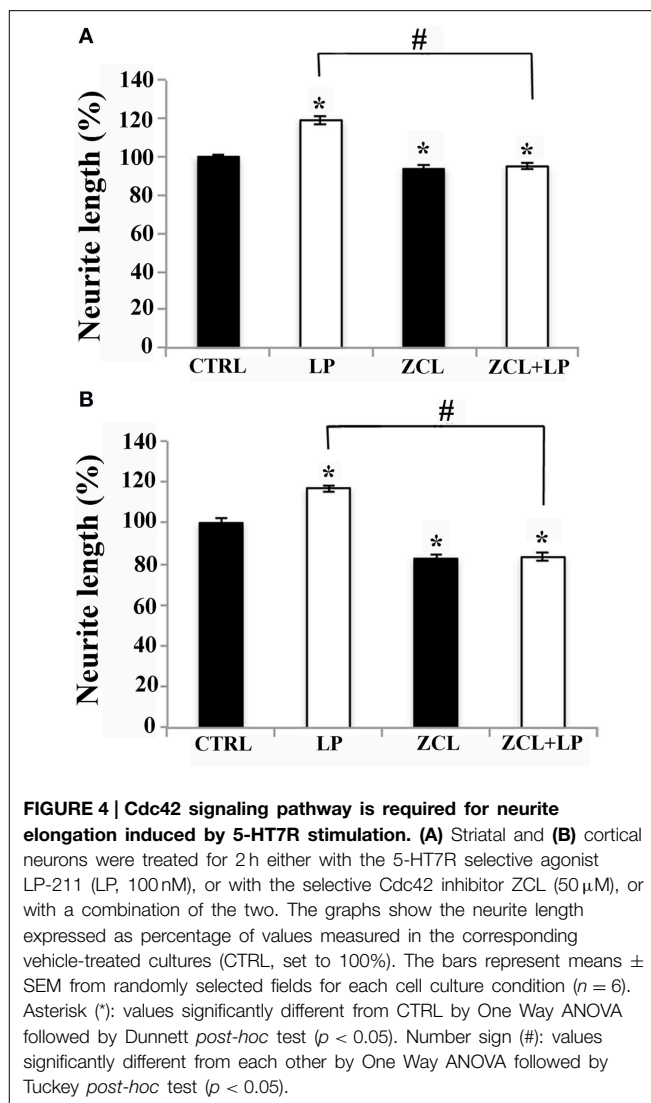 A
#
Neurite length (%)
140
120
100
80
60
40
20
0
*
*
*
CTRL LP ZCL ZCL+LP
B
#
Neurite length (%)
140
120
100
80
60
40
20
0
*
*
*
CTRL LP ZCL ZCL+LP
FIGURE 4 | Cdc42 signaling pathway is required for neurite
elongation induced by 5-HT7R stimulation. (A) Striatal and (B) cortical
neurons were treated for 2 h either with the 5-HT7R selective agonist
LP-211 (LP, 100 nM), or with the selective Cdc42 inhibitor ZCL (50 μM), or
with a combination of the two. The graphs show the neurite length
expressed as percentage of values measured in the corresponding
vehicle-treated cultures (CTRL, set to 100%). The bars represent means ±
SEM from randomly selected fields for each cell culture condition (n = 6).
Asterisk (*): values significantly different from CTRL by One Way ANOVA
followed by Dunnett post-hoc test (p < 0.05). Number sign (#): values
significantly different from each other by One Way ANOVA followed by
Tuckey post-hoc test (p < 0.05).